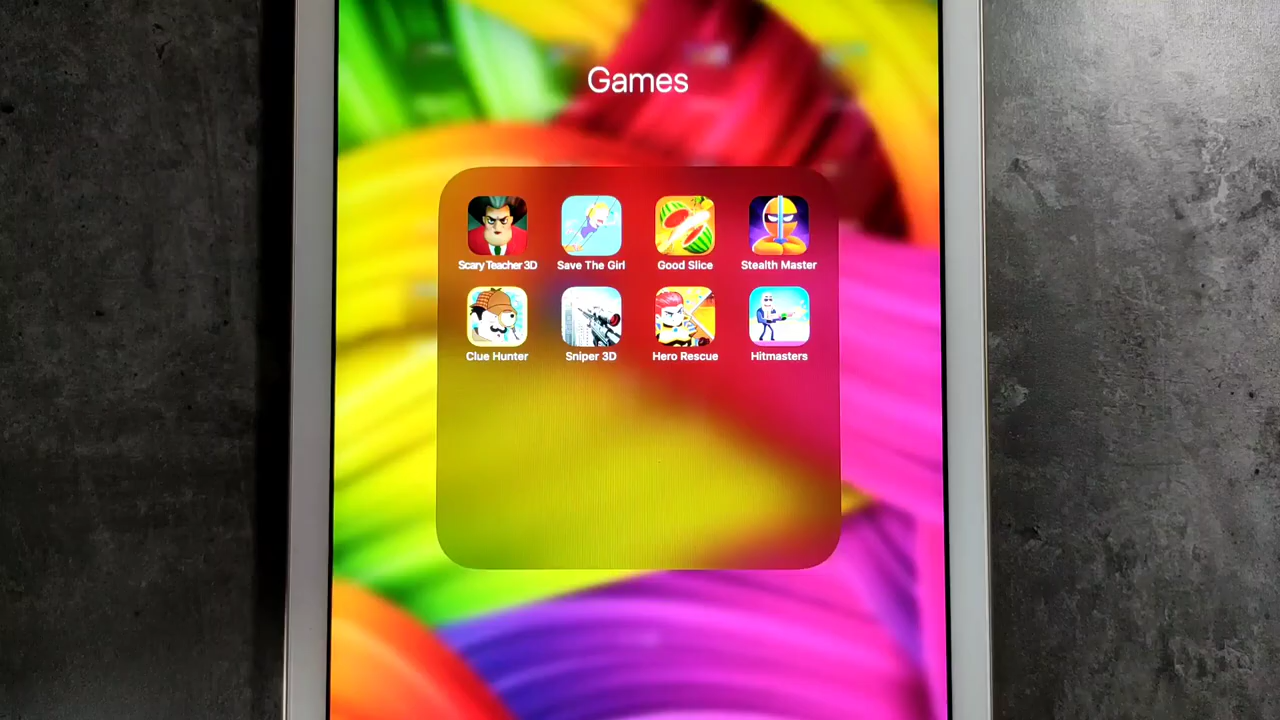 Games
Scary Teacher 3D Save The Girl Good Slice Stealth Master
Clue Hunter Sniper 3D Hero Rescue Hitmasters